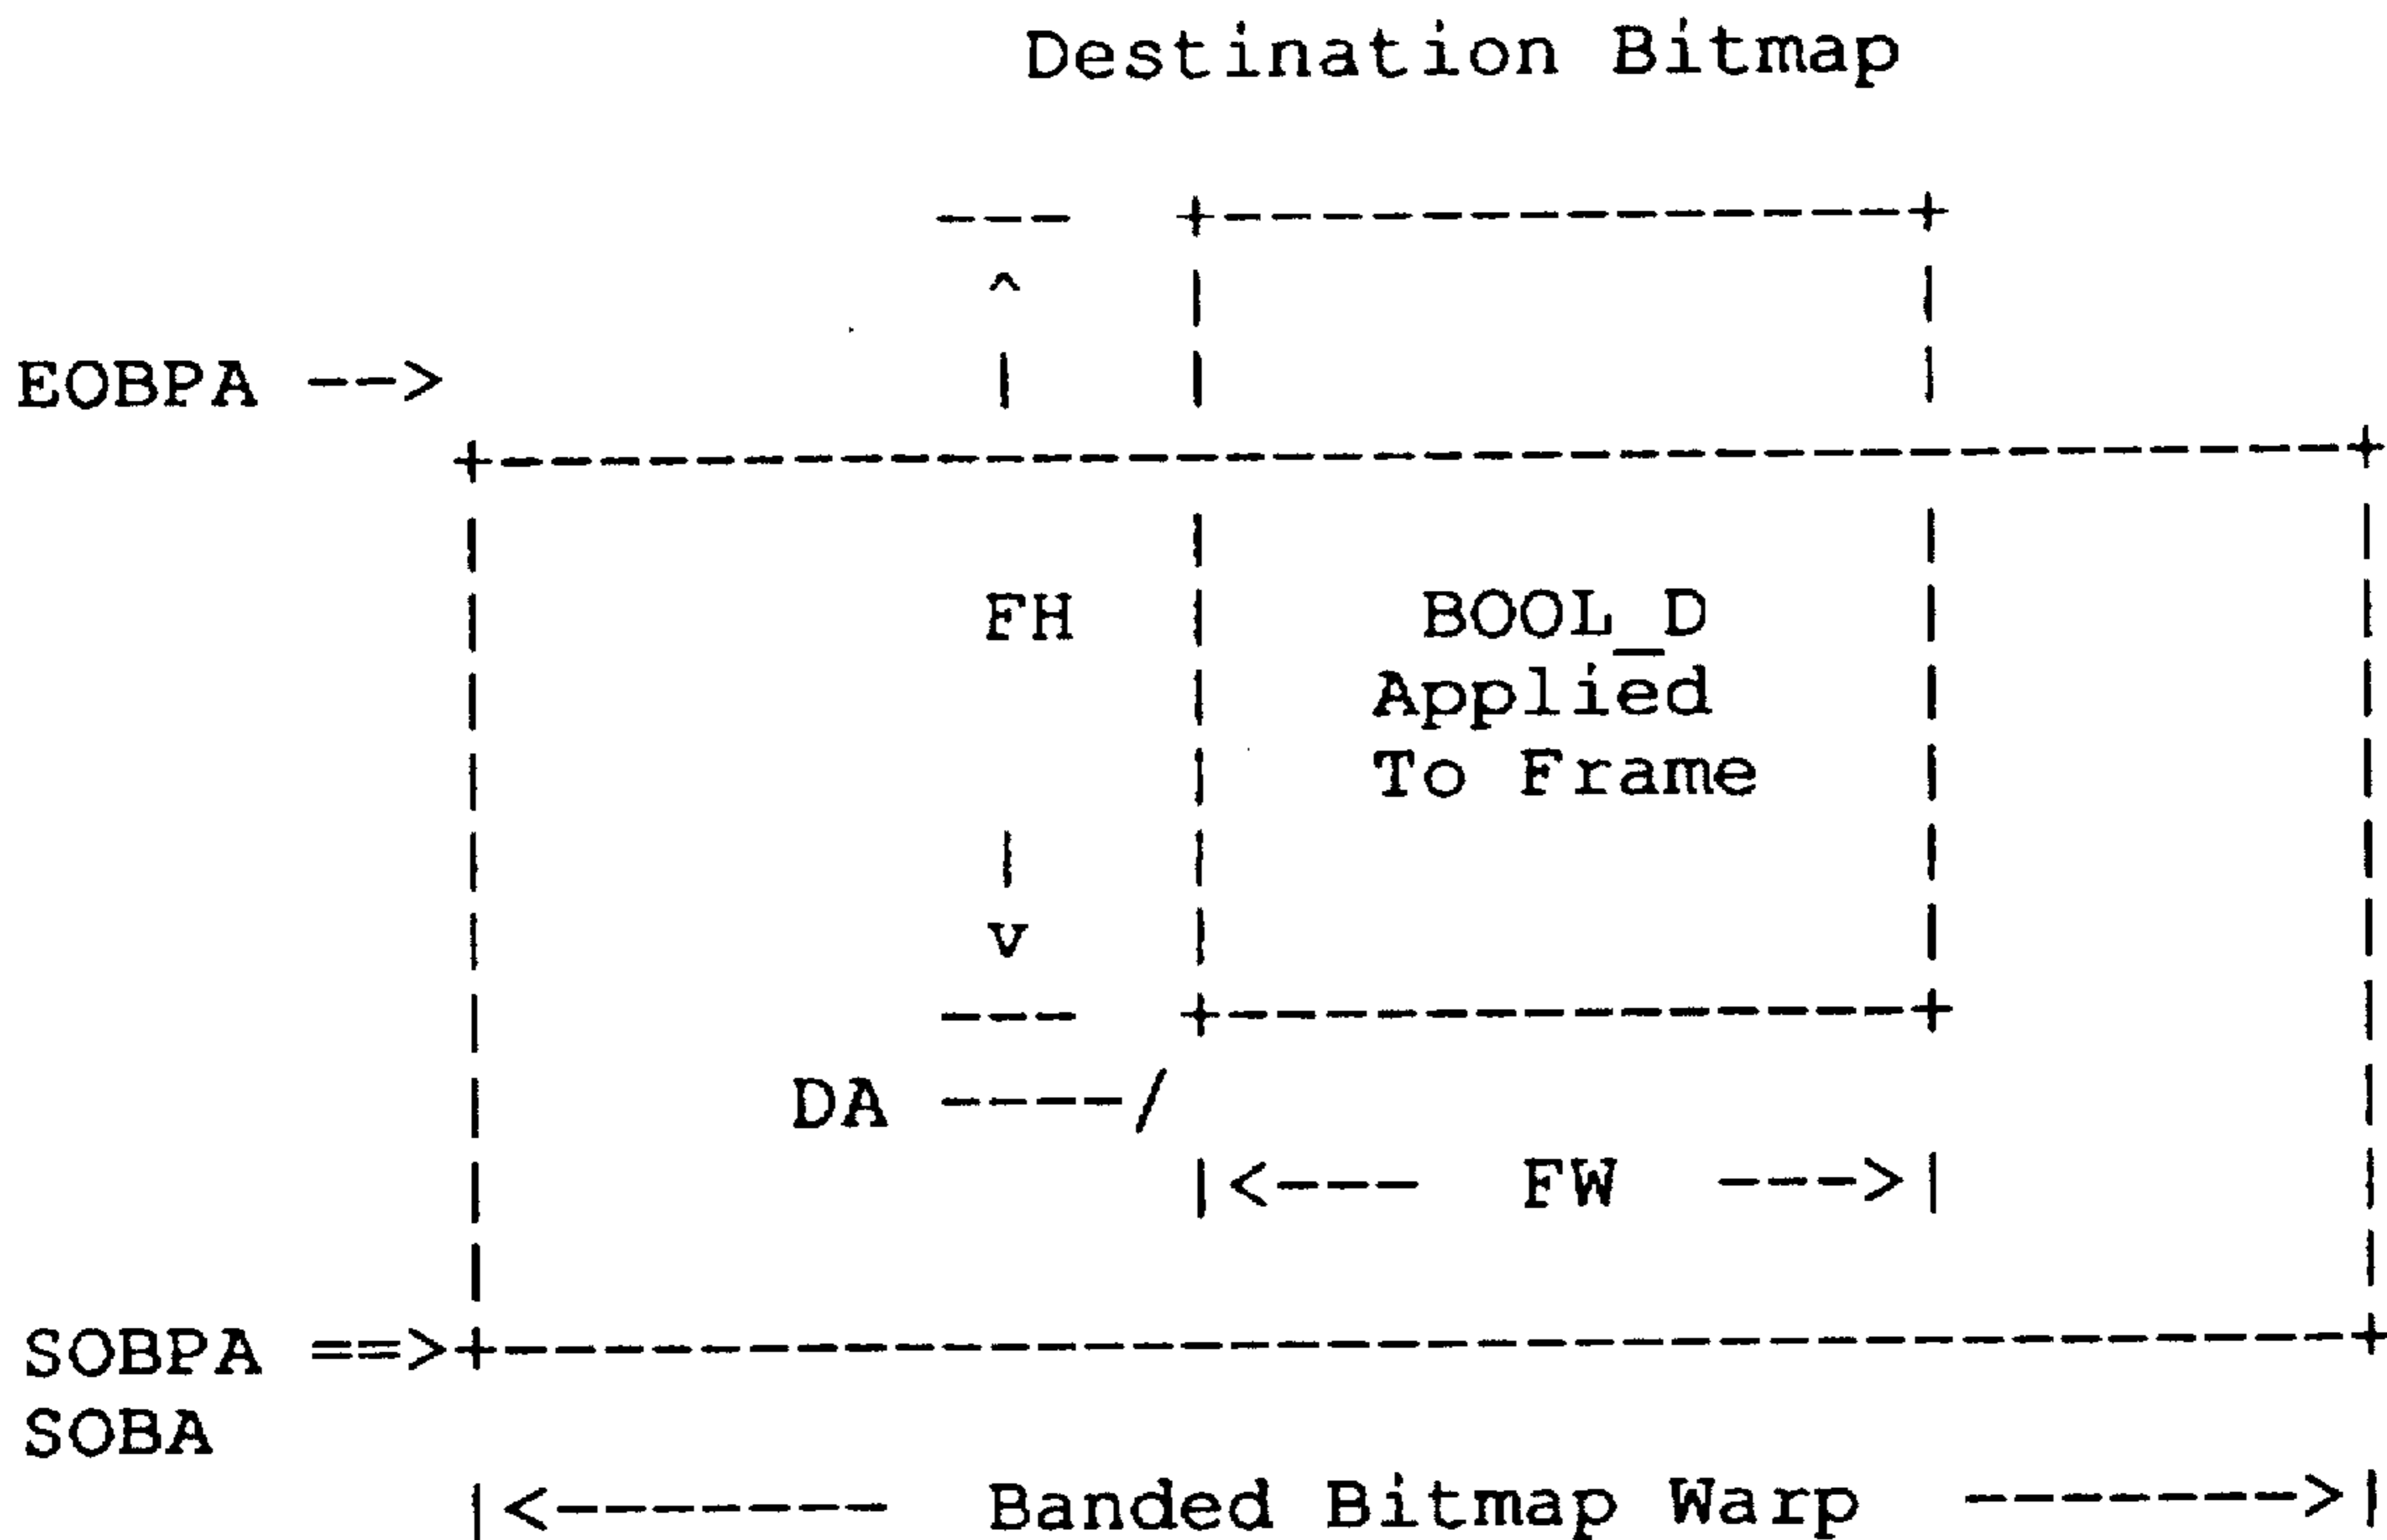 Destination Bitmap
EOBPA -->
FH
BOOL_D
Applied
To Frame
v
DA ----/
|<--- FW --->|
SOBPA ==>
SOBA
|<------- Banded Bitmap Warp ------->|